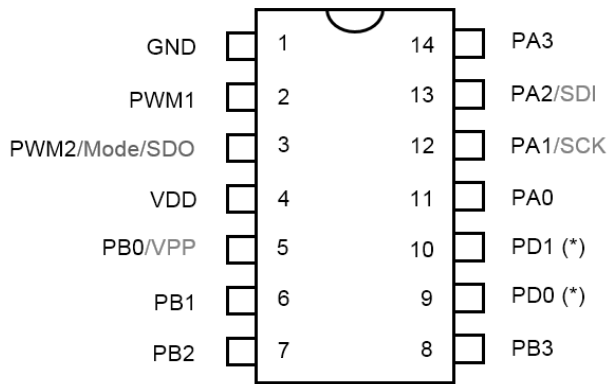 GND 1 14 PA3
PWM1 2 13 PA2/SDI
PWM2/Mode/SDO 3 12 PA1/SCK
VDD 4 11 PA0
PB0/VPP 5 10 PD1 (*)
PB1 6 9 PD0 (*)
PB2 7 8 PB3